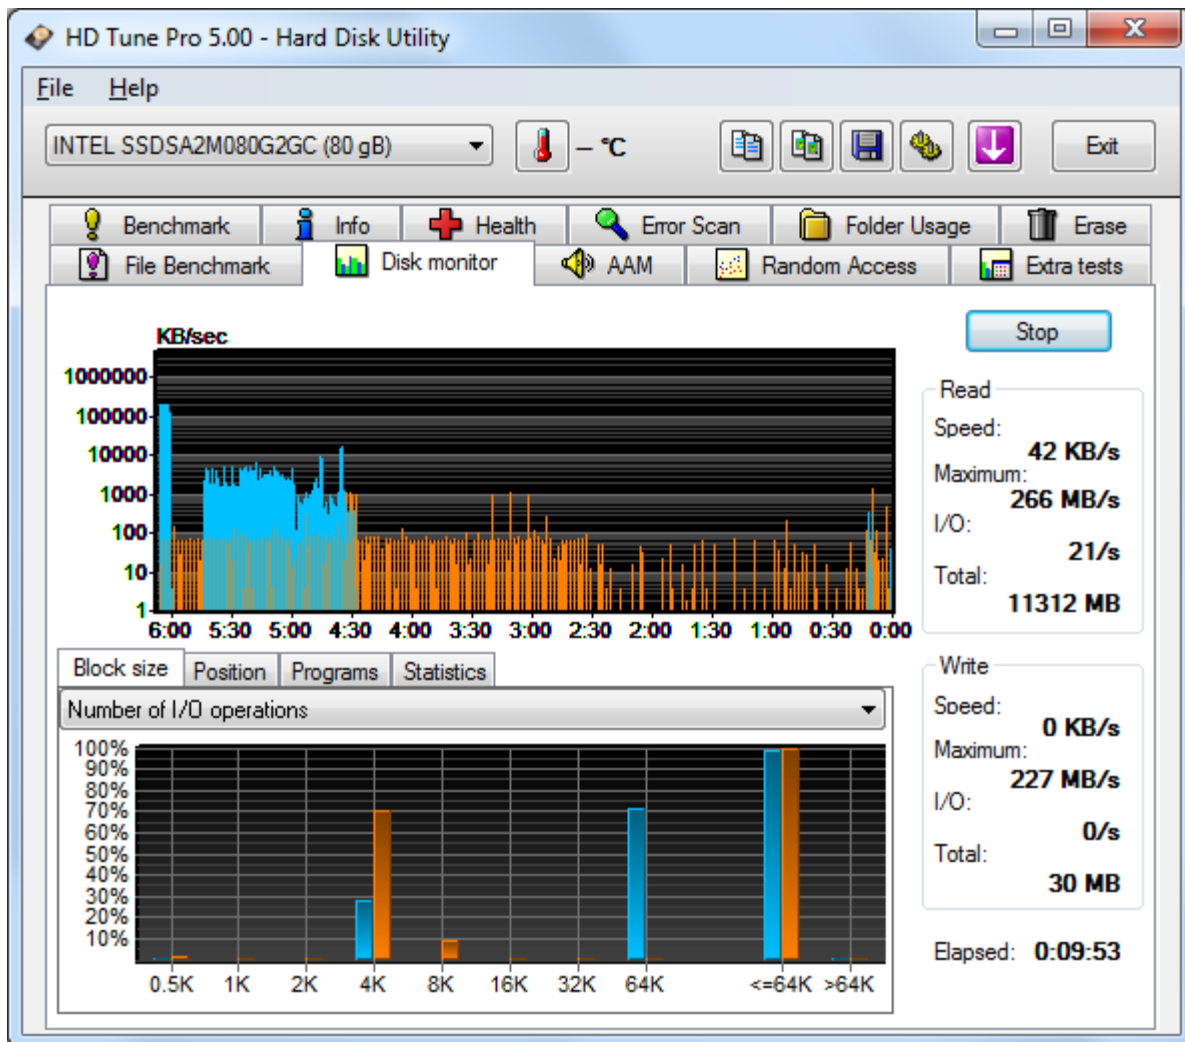 HD Tune Pro 5.00 - Hard Disk Utility
File Help
INTEL SSDSA2M080G2GC (80 gB)
– °C
Exit
Benchmark Info Health Error Scan Folder Usage Erase
File Benchmark Disk monitor AAM Random Access Extra tests
KB/sec
1000000
100000
10000
1000
100
10
1
6:00 5:30 5:00 4:30 4:00 3:30 3:00 2:30 2:00 1:30 1:00 0:30 0:00
Stop
Read
Speed:
42 KB/s
Maximum:
266 MB/s
I/O:
21/s
Total:
11312 MB
Block size Position Programs Statistics
Number of I/O operations
100%
90%
80%
70%
60%
50%
40%
30%
20%
10%
0.5K 1K 2K 4K 8K 16K 32K 64K <=64K >64K
Write
Speed:
0 KB/s
Maximum:
227 MB/s
I/O:
0/s
Total:
30 MB
Elapsed: 0:09:53